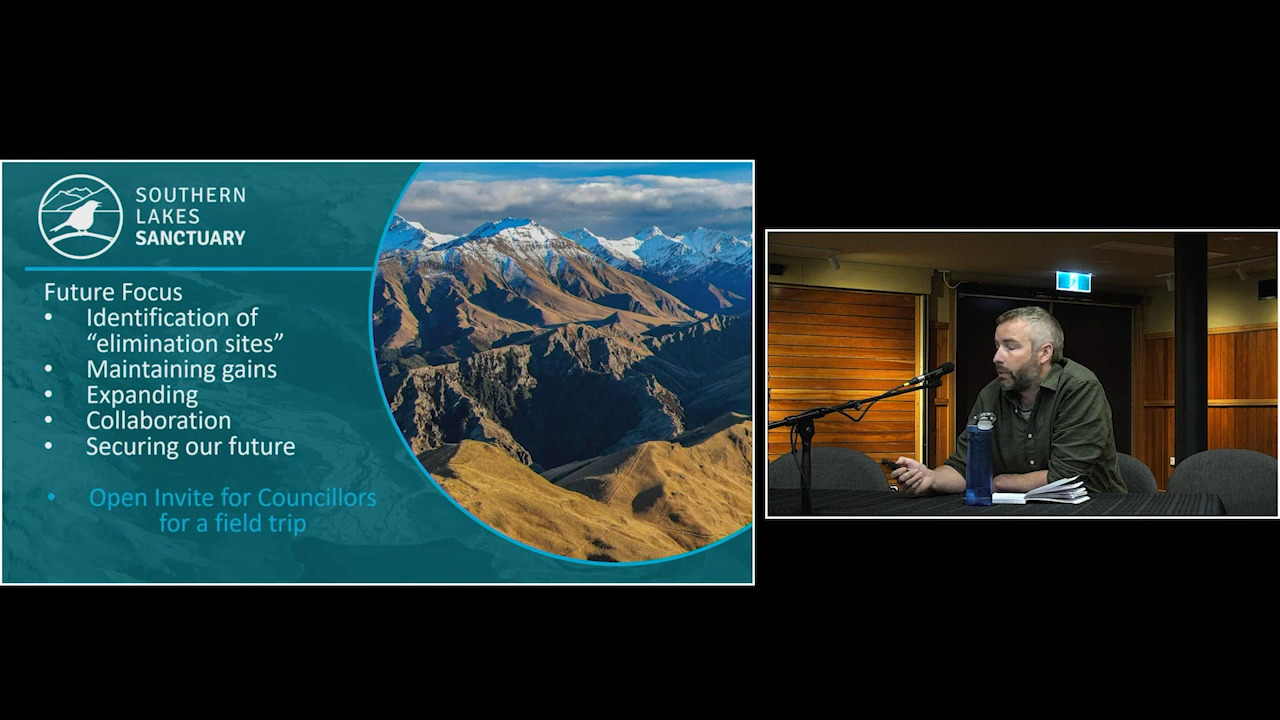 SOUTHERN
LAKES
SANCTUARY
Future Focus
• Identification of
“elimination sites”
• Maintaining gains
• Expanding
• Collaboration
• Securing our future
• Open Invite for Councillors
for a field trip